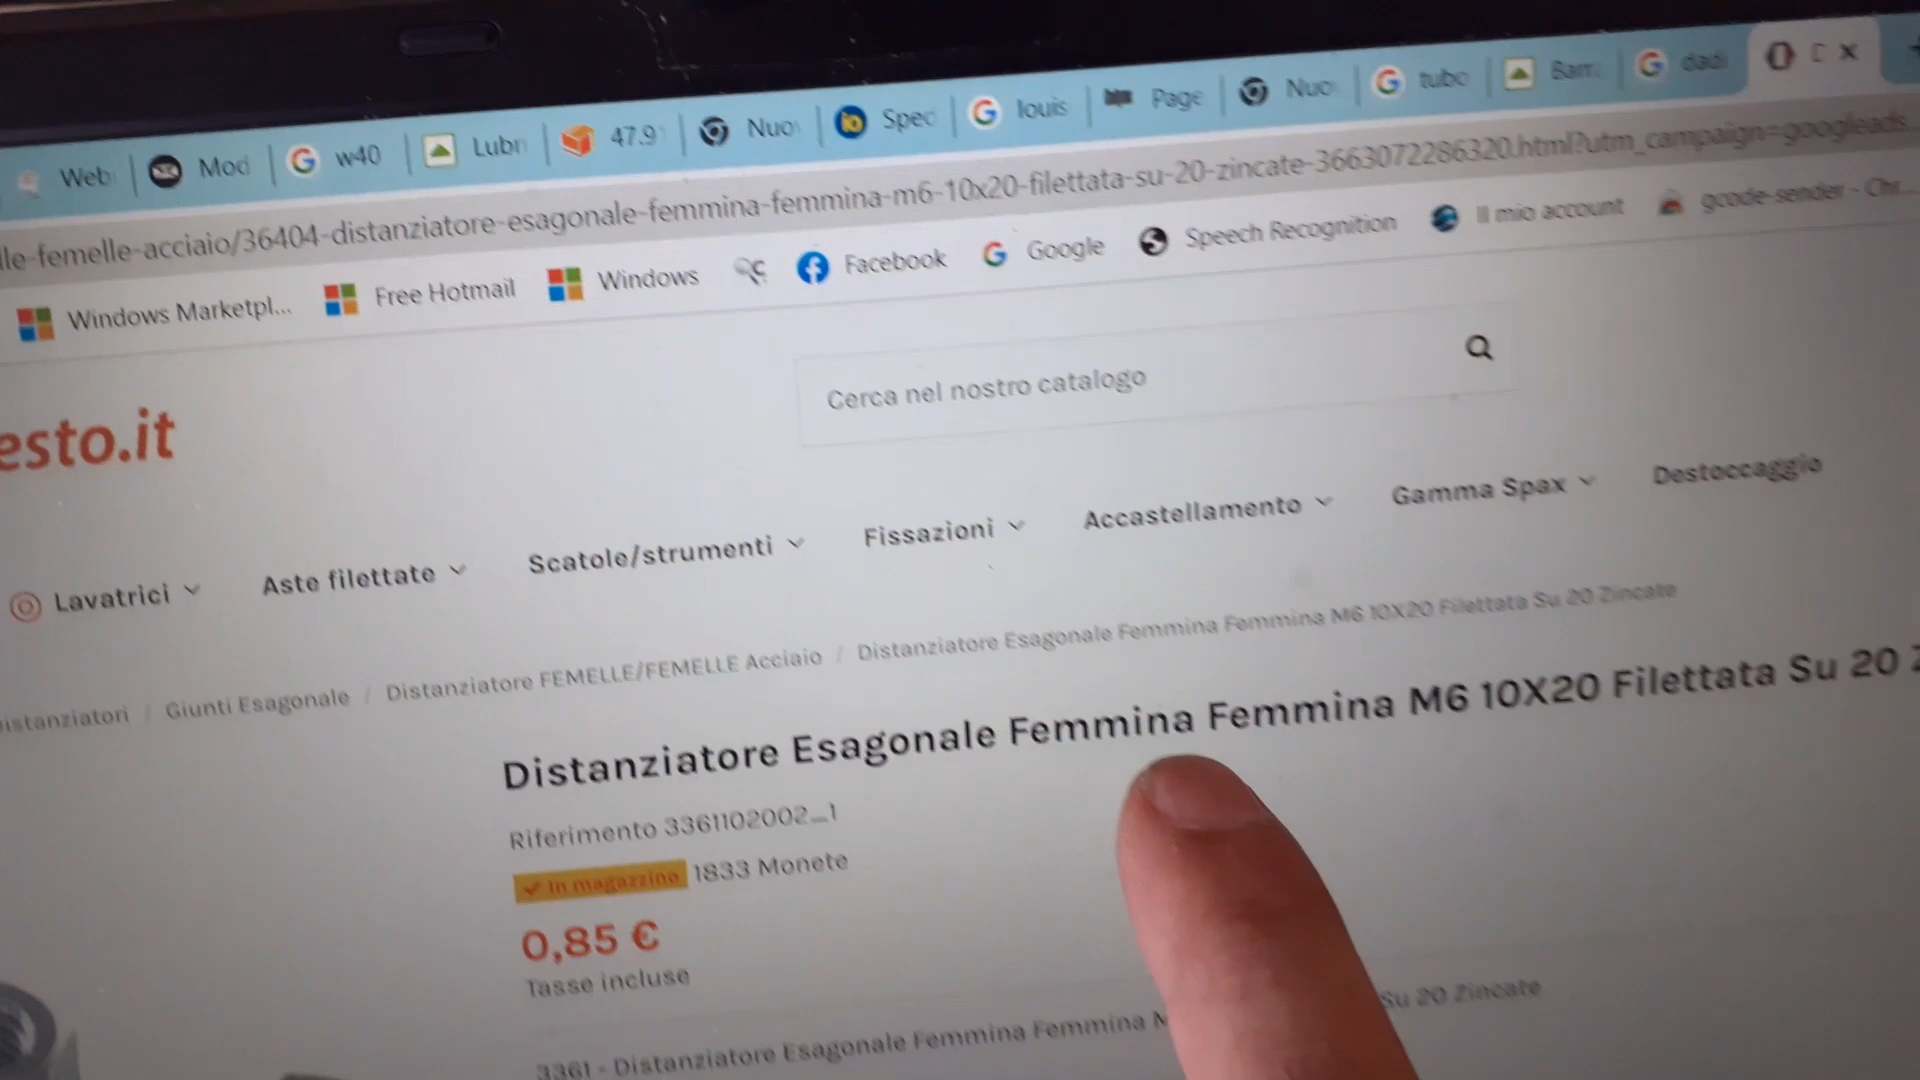 Web Mod w40 Lubr 47.9 Nuo Spec louis Page Nuo tubo Barr dadi
lle-femelle-acciaio/36404-distanziatore-esagonale-femmina-femmina-m6-10x20-filettata-su-20-zincate-3663072286320.html?utm_campaign=googleads...
Windows Marketpl... Free Hotmail Windows Facebook Google Speech Recognition Il mio account gcode-sender - Chr...
esto.it
Cerca nel nostro catalogo
Lavatrici Aste filettate Scatole/strumenti Fissazioni Accastellamento Gamma Spax Destoccaggio
istanziatori / Giunti Esagonale / Distanziatore FEMELLE/FEMELLE Acciaio / Distanziatore Esagonale Femmina Femmina M6 10X20 Filettata Su 20 Zincate
Distanziatore Esagonale Femmina Femmina M6 10X20 Filettata Su 20 Z
Riferimento 3361102002_1
In magazzino 1833 Monete
0,85 €
Tasse incluse
3361 - Distanziatore Esagonale Femmina Femmina M Su 20 Zincate